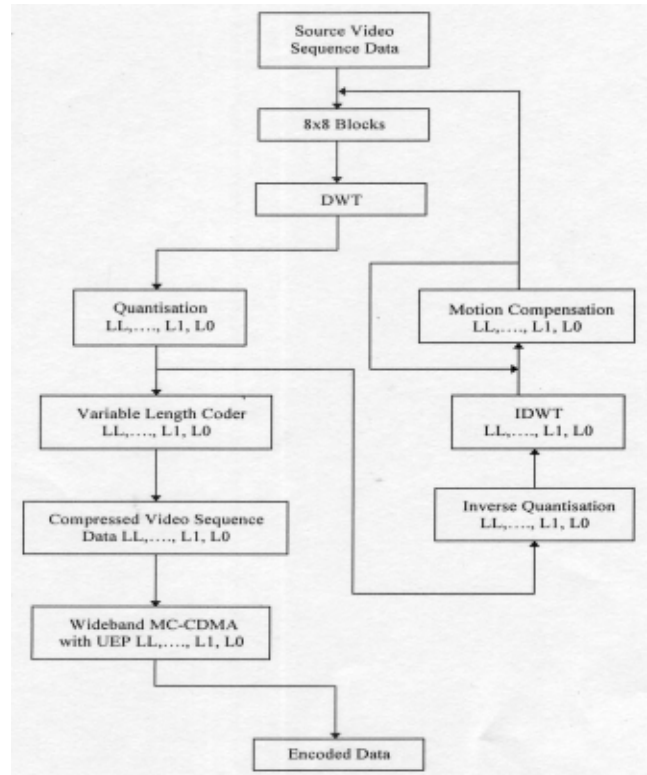 Source Video
Sequence Data
8x8 Blocks
DWT
Quantisation
LL,...., L1, L0
Motion Compensation
LL,...., L1, L0
Variable Length Coder
LL,...., L1, L0
IDWT
LL,...., L1, L0
Compressed Video Sequence
Data LL,...., L1, L0
Inverse Quantisation
LL,...., L1, L0
Wideband MC-CDMA
with UEP LL,...., L1, L0
Encoded Data